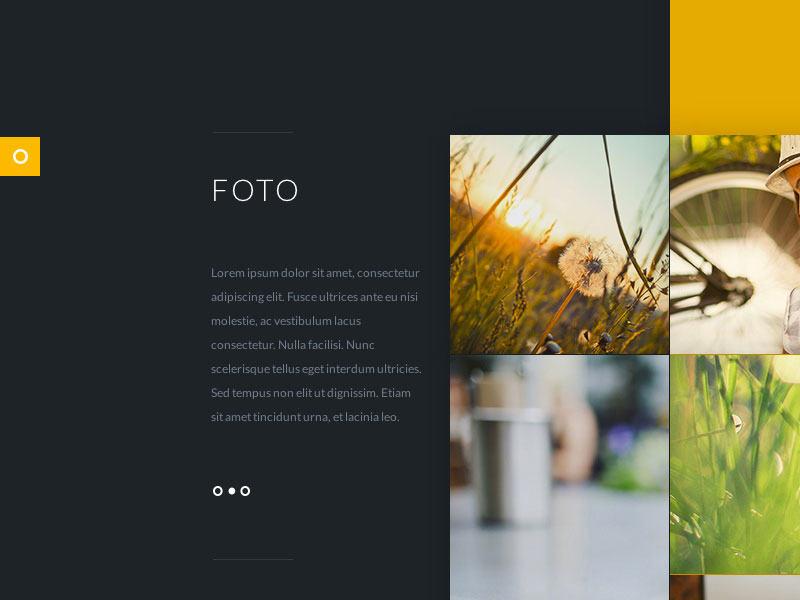 FOTO
Lorem ipsum dolor sit amet, consectetur
adipiscing elit. Fusce ultrices ante eu nisi
molestie, ac vestibulum lacus
consectetur. Nulla facilisi. Nunc
scelerisque tellus eget interdum ultricies.
Sed tempus non elit ut dignissim. Etiam
sit amet tincidunt urna, et lacinia leo.